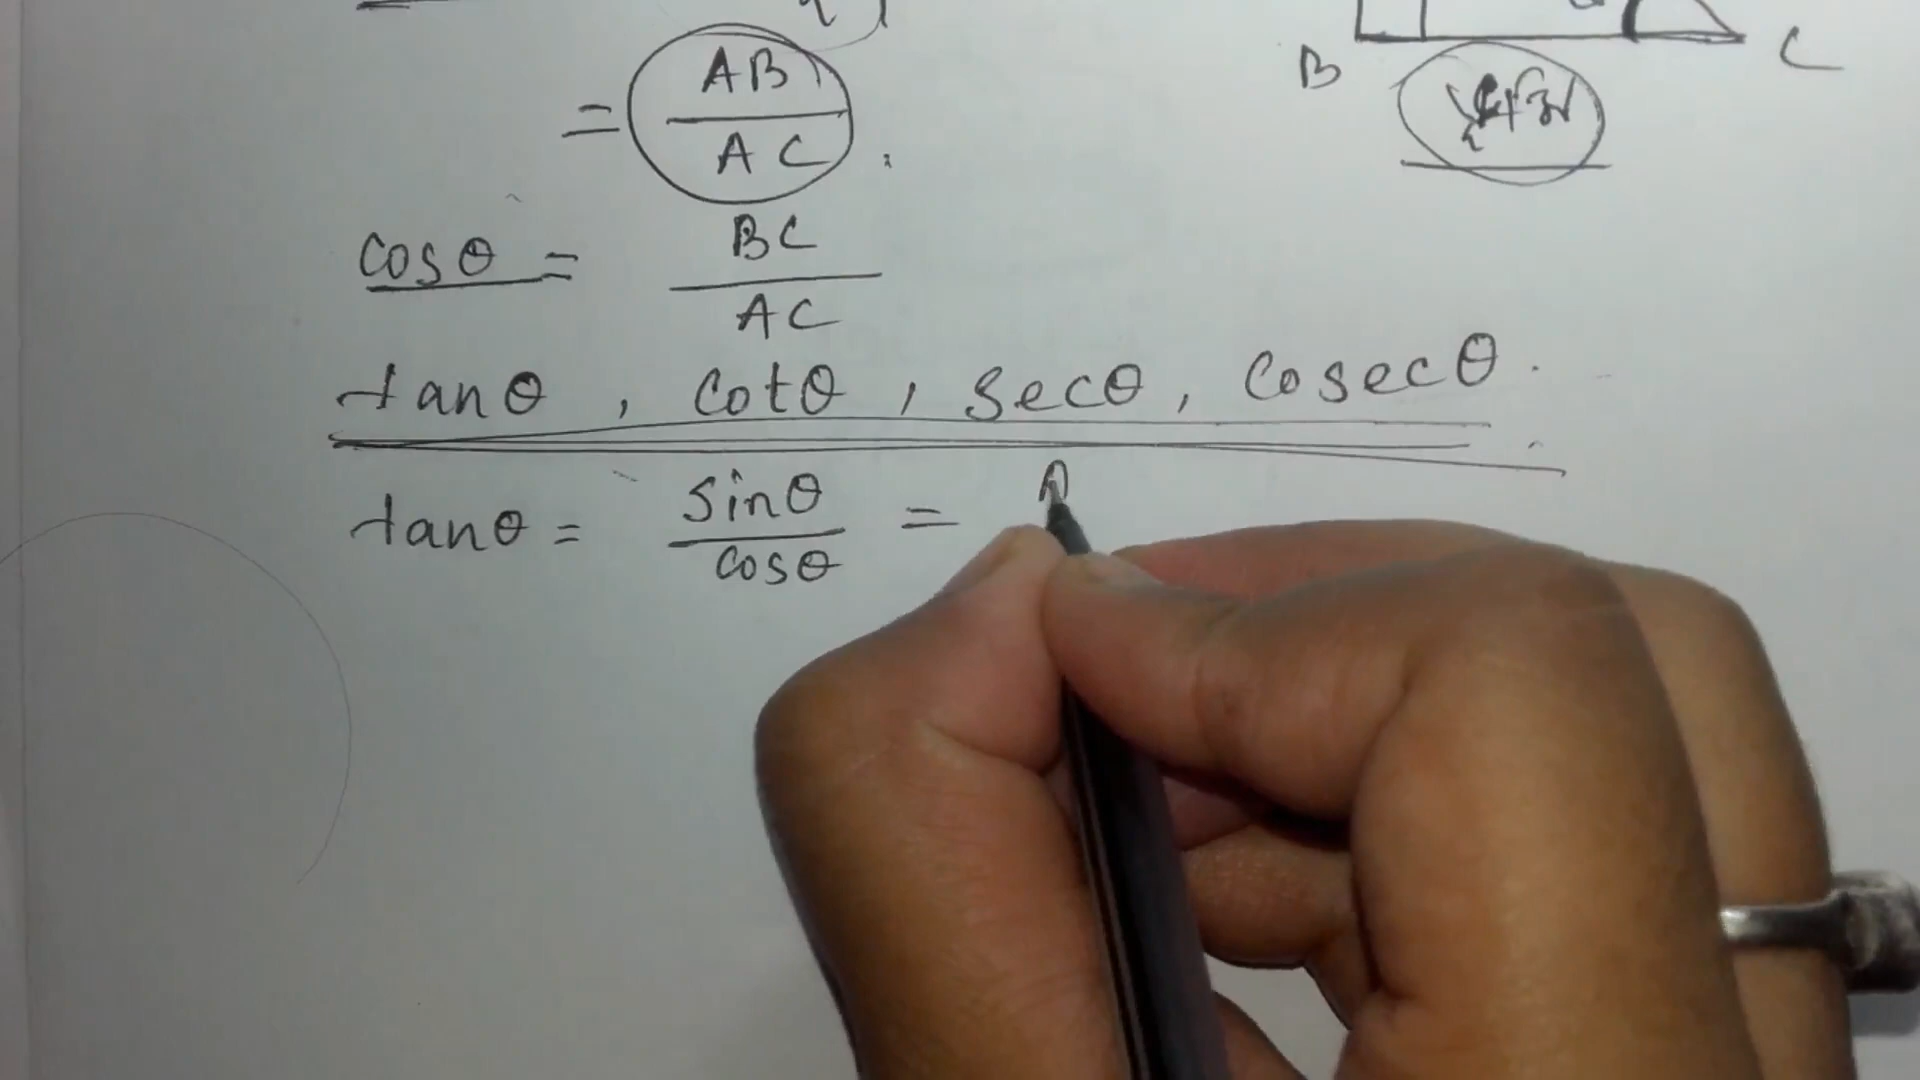 = AB / AC .
B C
cosθ = BC / AC
tanθ , cotθ , secθ , cosecθ .
tanθ = sinθ / cosθ = A